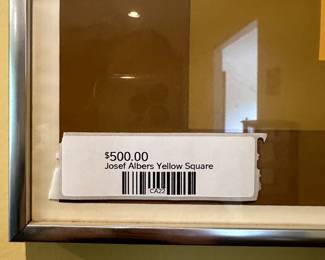 $500.00
Josef Albers Yellow Square
CA22